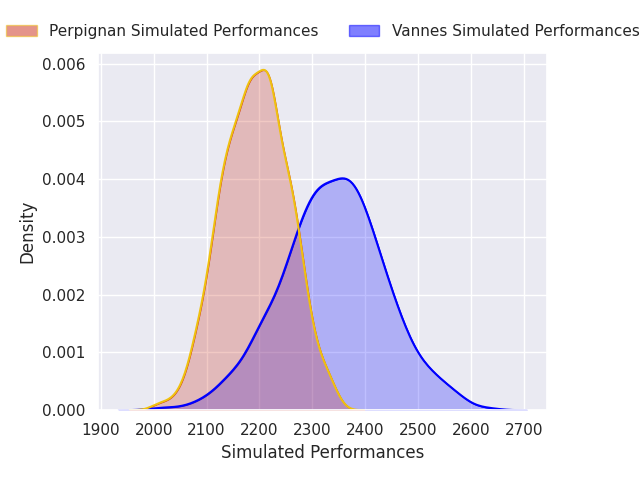 Perpignan Simulated Performances Vannes Simulated Performances
0.006
0.005
0.004
0.003
0.002
0.001
0.000
Density
1900 2000 2100 2200 2300 2400 2500 2600 2700
Simulated Performances